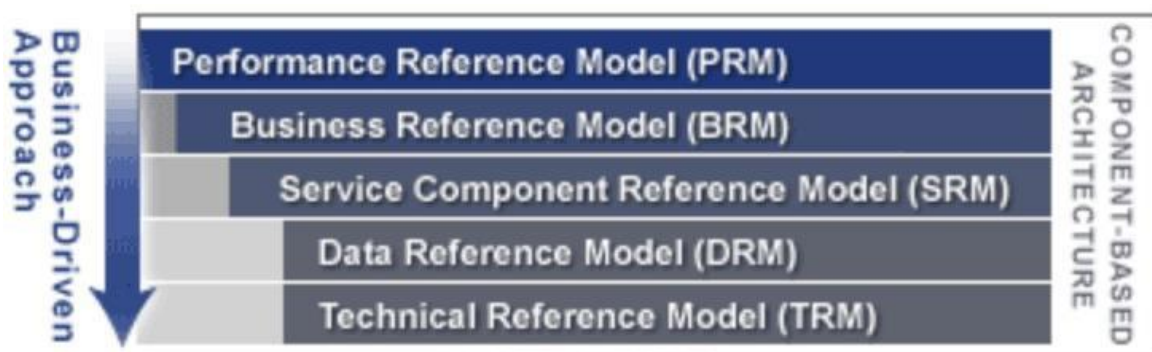 Business-Driven
Approach
Performance Reference Model (PRM)
Business Reference Model (BRM)
Service Component Reference Model (SRM)
Data Reference Model (DRM)
Technical Reference Model (TRM)
COMPONENT-BASED
ARCHITECTURE